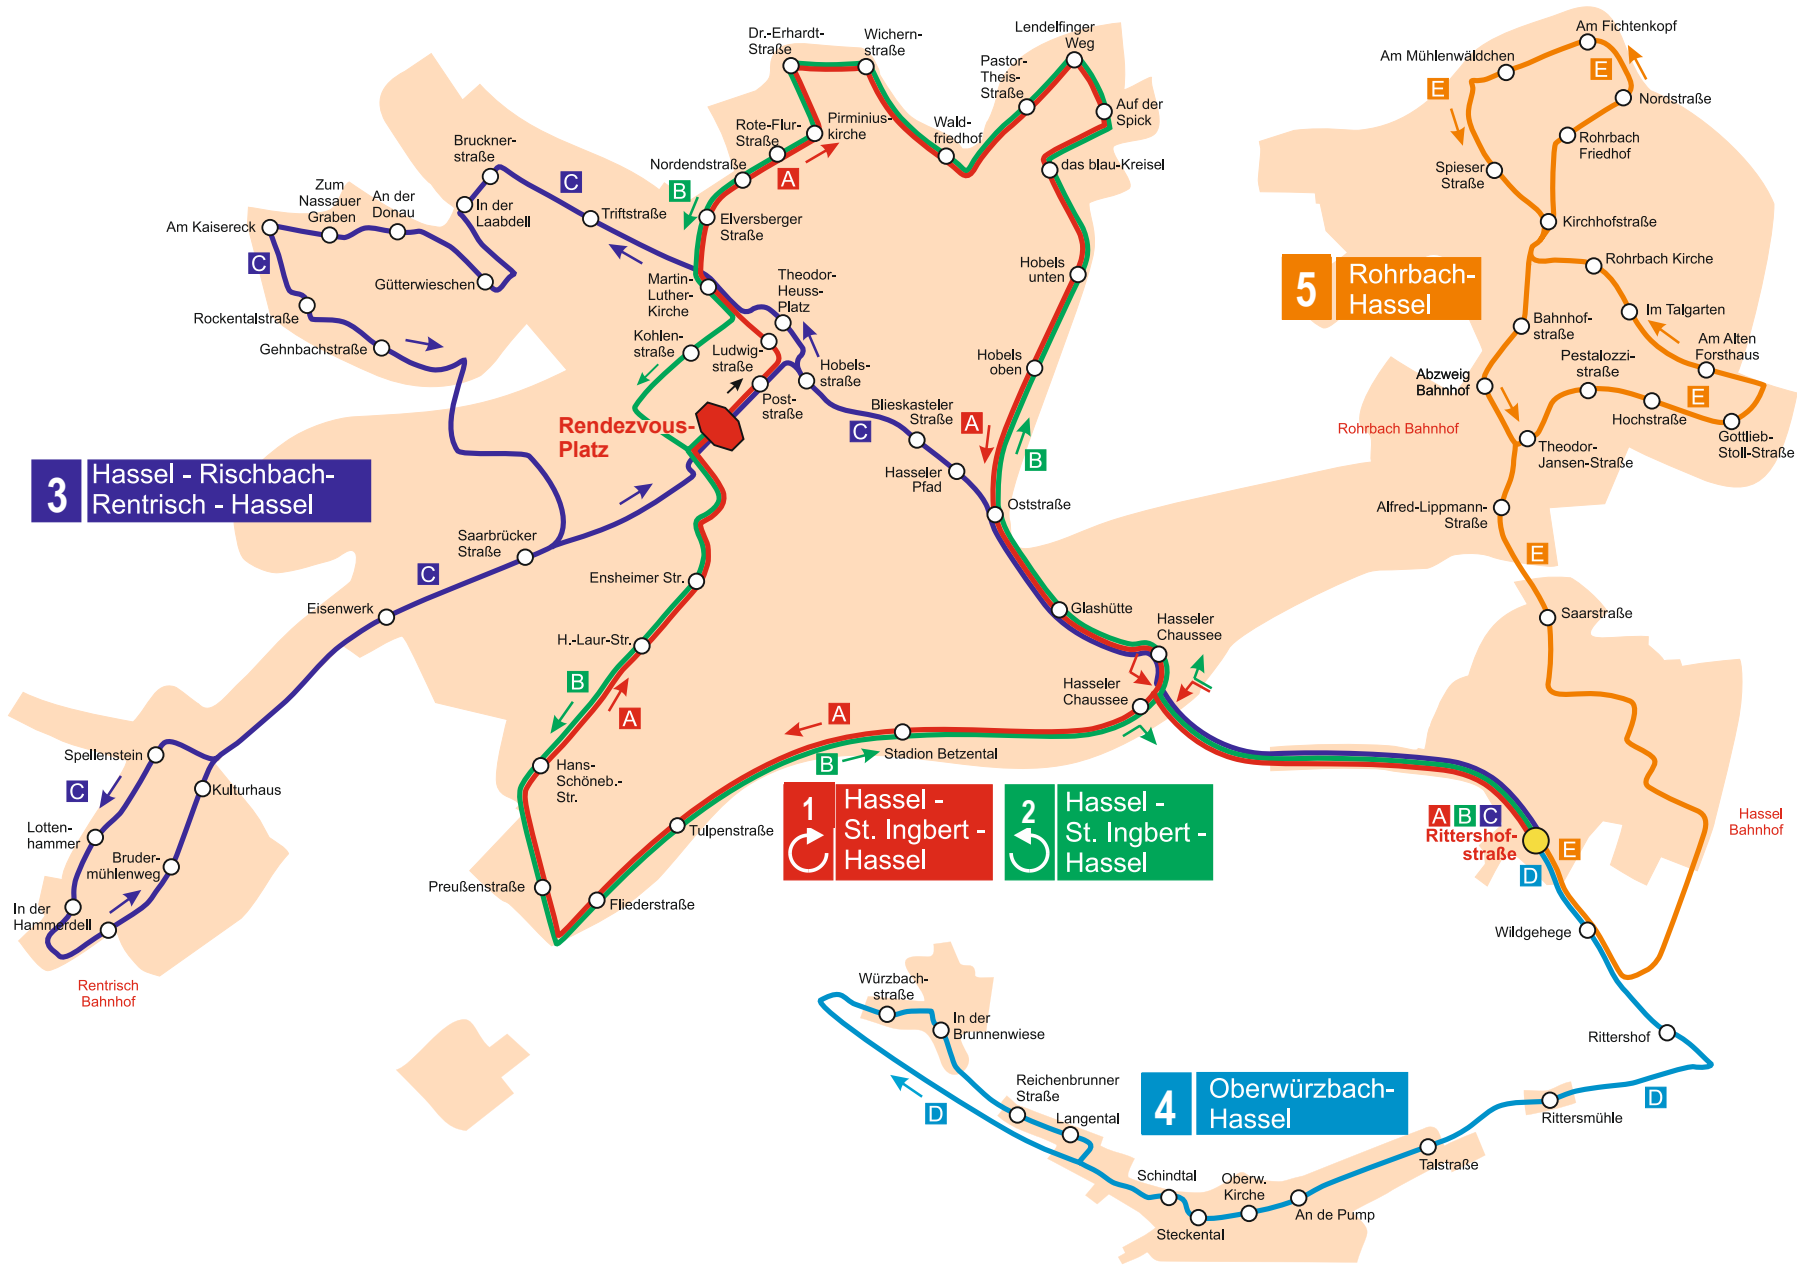 Dr.-Erhardt-
Straße
Wichern-
straße
Lendelfinger
Weg
Pastor-
Theis-
Straße
Auf der
Spick
Wald-
friedhof
das blau-Kreisel
Rote-Flur-
Straße
Pirminius-
kirche
Nordendstraße
A
B
Elversberger
Straße
Bruckner-
straße
C
In der
Laabdell
Triftstraße
Zum
Nassauer
Graben
An der
Donau
Am Kaisereck
C
Gütterwieschen
Rockentalstraße
Gehnbachstraße
Martin-
Luther-
Kirche
Theodor-
Heuss-
Platz
Kohlen-
straße
Ludwig-
straße
Hobels-
straße
Post-
straße
Rendezvous-
Platz
Hobels
unten
Hobels
oben
Blieskasteler
Straße
C
A
B
Hasseler
Pfad
Oststraße
3
Hassel - Rischbach-
Rentrisch - Hassel
Saarbrücker
Straße
C
Eisenwerk
Ensheimer Str.
H.-Laur-Str.
B
A
Glashütte
Hasseler
Chaussee
Hasseler
Chaussee
A
B
Stadion Betzental
Hans-
Schöneb.-
Str.
Tulpenstraße
Preußenstraße
Fliederstraße
Spellenstein
C
Kulturhaus
Lotten-
hammer
Bruder-
mühlenweg
In der
Hammerdell
Rentrisch
Bahnhof
1
Hassel -
St. Ingbert -
Hassel
2
Hassel -
St. Ingbert -
Hassel
Am Fichtenkopf
Am Mühlenwäldchen
E
E
Nordstraße
Rohrbach
Friedhof
Spieser
Straße
Kirchhofstraße
Rohrbach Kirche
5
Rohrbach-
Hassel
Im Talgarten
Bahnhof-
straße
Am Alten
Forsthaus
Pestalozzi-
straße
Abzweig
Bahnhof
E
Hochstraße
Rohrbach Bahnhof
Theodor-
Jansen-Straße
Gottlieb-
Stoll-Straße
Alfred-Lippmann-
Straße
E
Saarstraße
Hassel
Bahnhof
A B C
Rittershof-
straße
E
D
Wildgehege
Rittershof
D
Rittersmühle
Talstraße
Würzbach-
straße
In der
Brunnenwiese
Reichenbrunner
Straße
Langental
D
4
Oberwürzbach-
Hassel
Schindtal
Oberw.
Kirche
An de Pump
Steckental